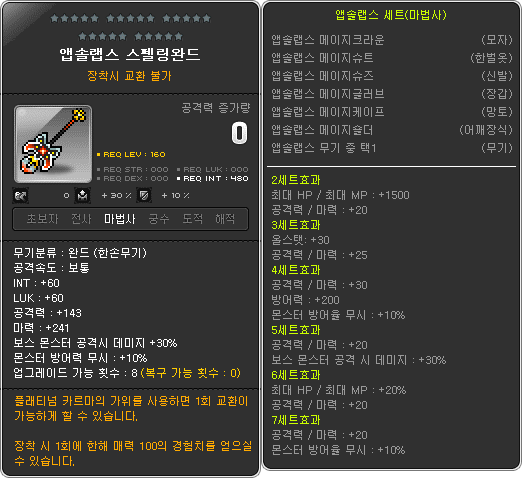 앱솔랩스 스펠링완드
장착시 교환 불가
공격력 증가량
0
REQ LEV : 160
REQ STR : 000
REQ LUK : 000
REQ DEX : 000
REQ INT : 480
0
+ 30 %
+ 10 %
초보자 전사 마법사 궁수 도적 해적
무기분류 : 완드 (한손무기)
공격속도 : 보통
INT : +60
LUK : +60
공격력 : +143
마력 : +241
보스 몬스터 공격시 데미지 +30%
몬스터 방어력 무시 : +10%
업그레이드 가능 횟수 : 8 (복구 가능 횟수 : 0)
플래티넘 카르마의 가위를 사용하면 1회 교환이
가능하게 할 수 있습니다.
장착 시 1회에 한해 매력 100의 경험치를 얻으실
수 있습니다.
앱솔랩스 세트(마법사)
앱솔랩스 메이지크라운 (모자)
앱솔랩스 메이지슈트 (한벌옷)
앱솔랩스 메이지슈즈 (신발)
앱솔랩스 메이지글러브 (장갑)
앱솔랩스 메이지케이프 (망토)
앱솔랩스 메이지숄더 (어깨장식)
앱솔랩스 무기 중 택1 (무기)
2세트효과
최대 HP / 최대 MP : +1500
공격력 / 마력 : +20
3세트효과
올스탯: +30
공격력 / 마력 : +25
4세트효과
공격력 / 마력 : +30
방어력 : +200
몬스터 방어율 무시 : +10%
5세트효과
공격력 / 마력 : +20
보스 몬스터 공격 시 데미지 : +30%
6세트효과
최대 HP / 최대 MP : +20%
공격력 / 마력 : +20
7세트효과
공격력 / 마력 : +20
몬스터 방어율 무시 : +10%